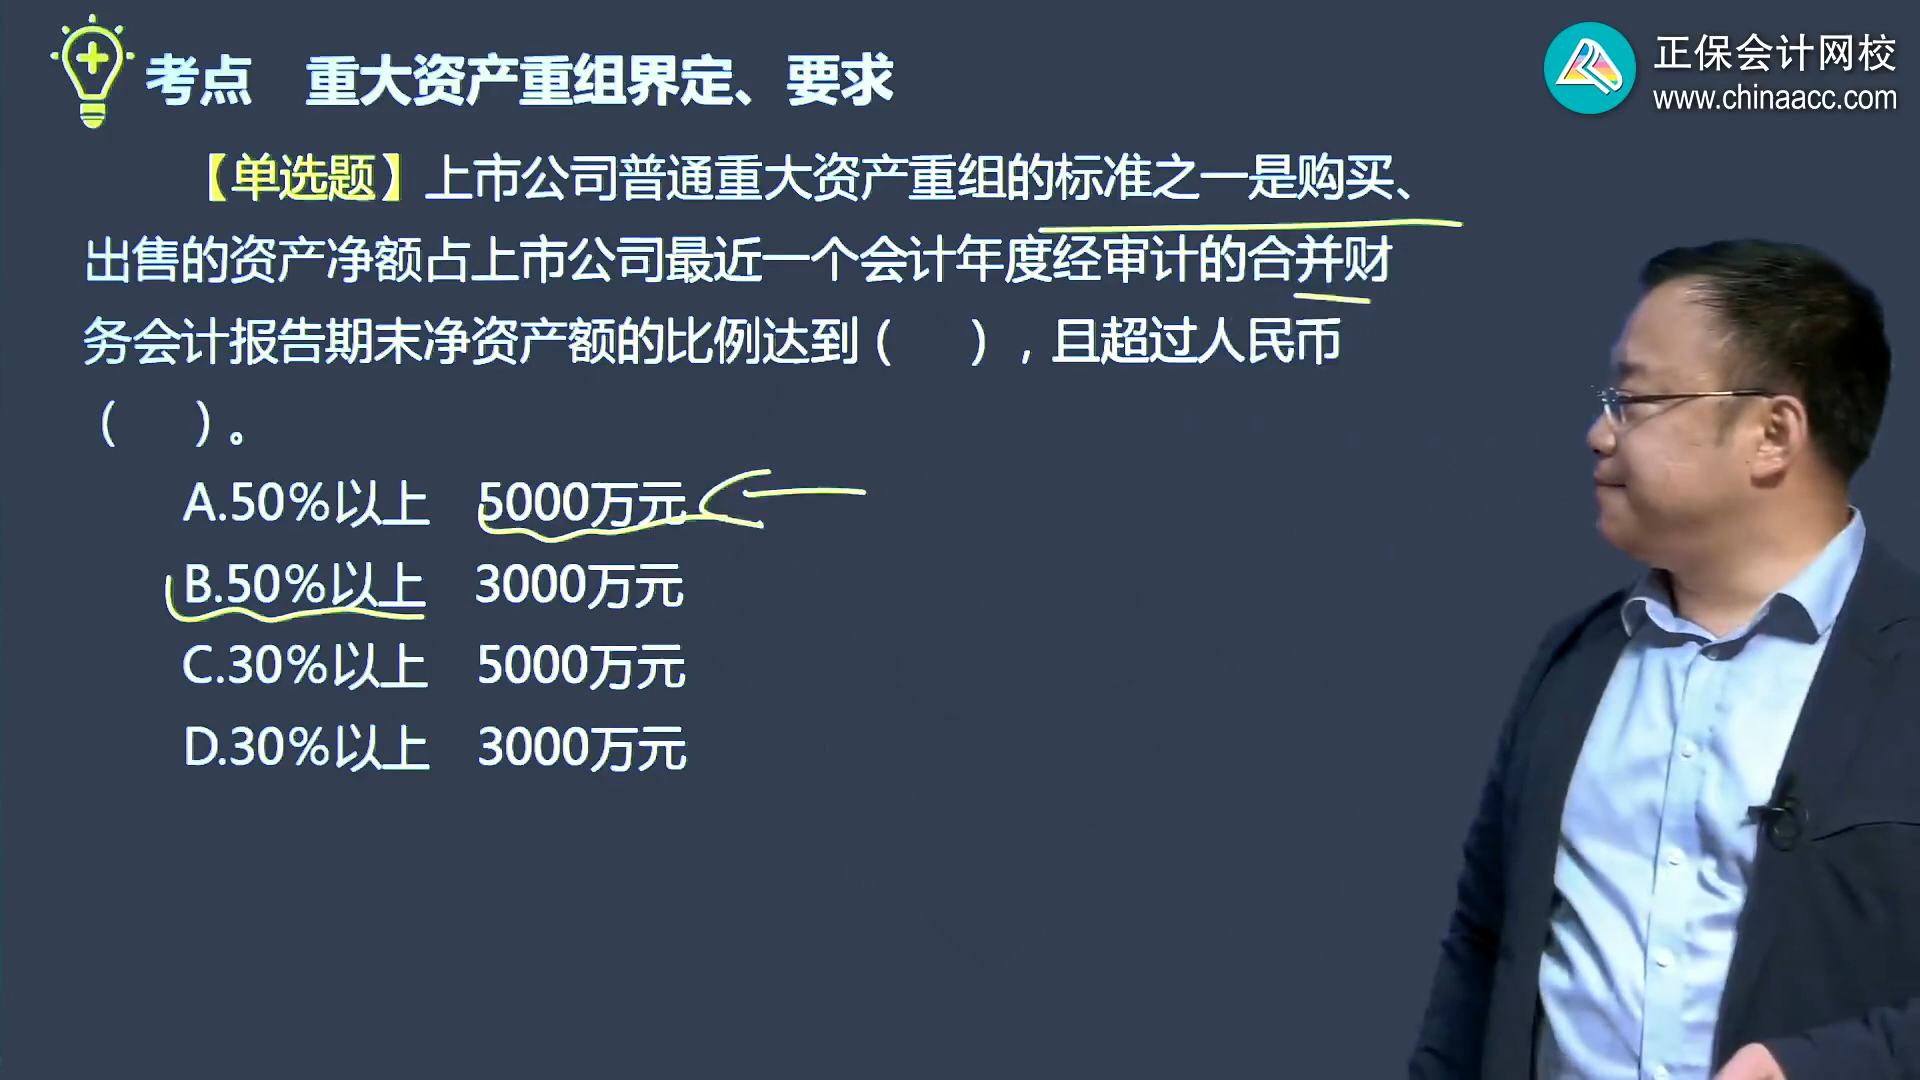 考点 重大资产重组界定、要求
正保会计网校
www.chinaacc.com
【单选题】上市公司普通重大资产重组的标准之一是购买、
出售的资产净额占上市公司最近一个会计年度经审计的合并财
务会计报告期末净资产额的比例达到（ ），且超过人民币
（ ）。
A.50%以上 5000万元
B.50%以上 3000万元
C.30%以上 5000万元
D.30%以上 3000万元